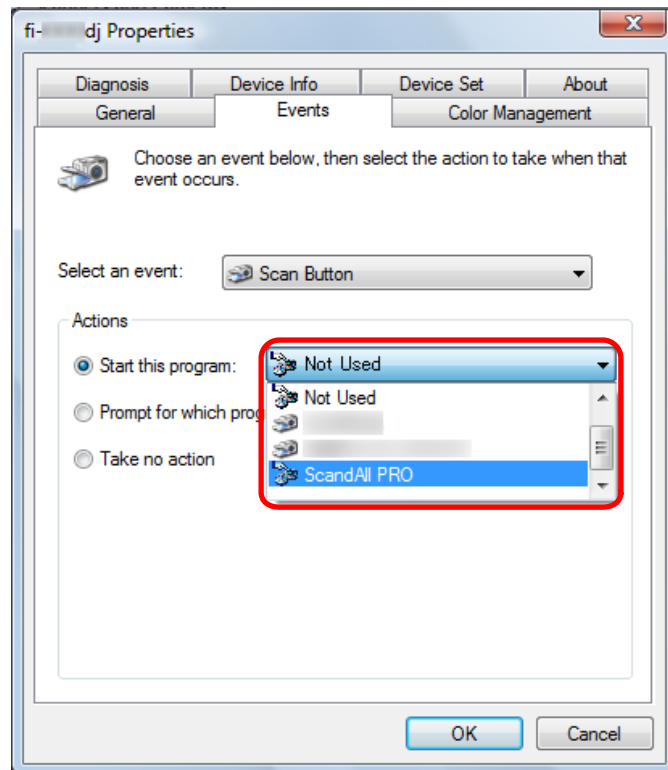 fi- dj Properties
Diagnosis Device Info Device Set About
General Events Color Management
Choose an event below, then select the action to take when that
event occurs.
Select an event: Scan Button
Actions
Start this program: Not Used
Not Used
Prompt for which prog
Take no action
ScandAll PRO
OK Cancel